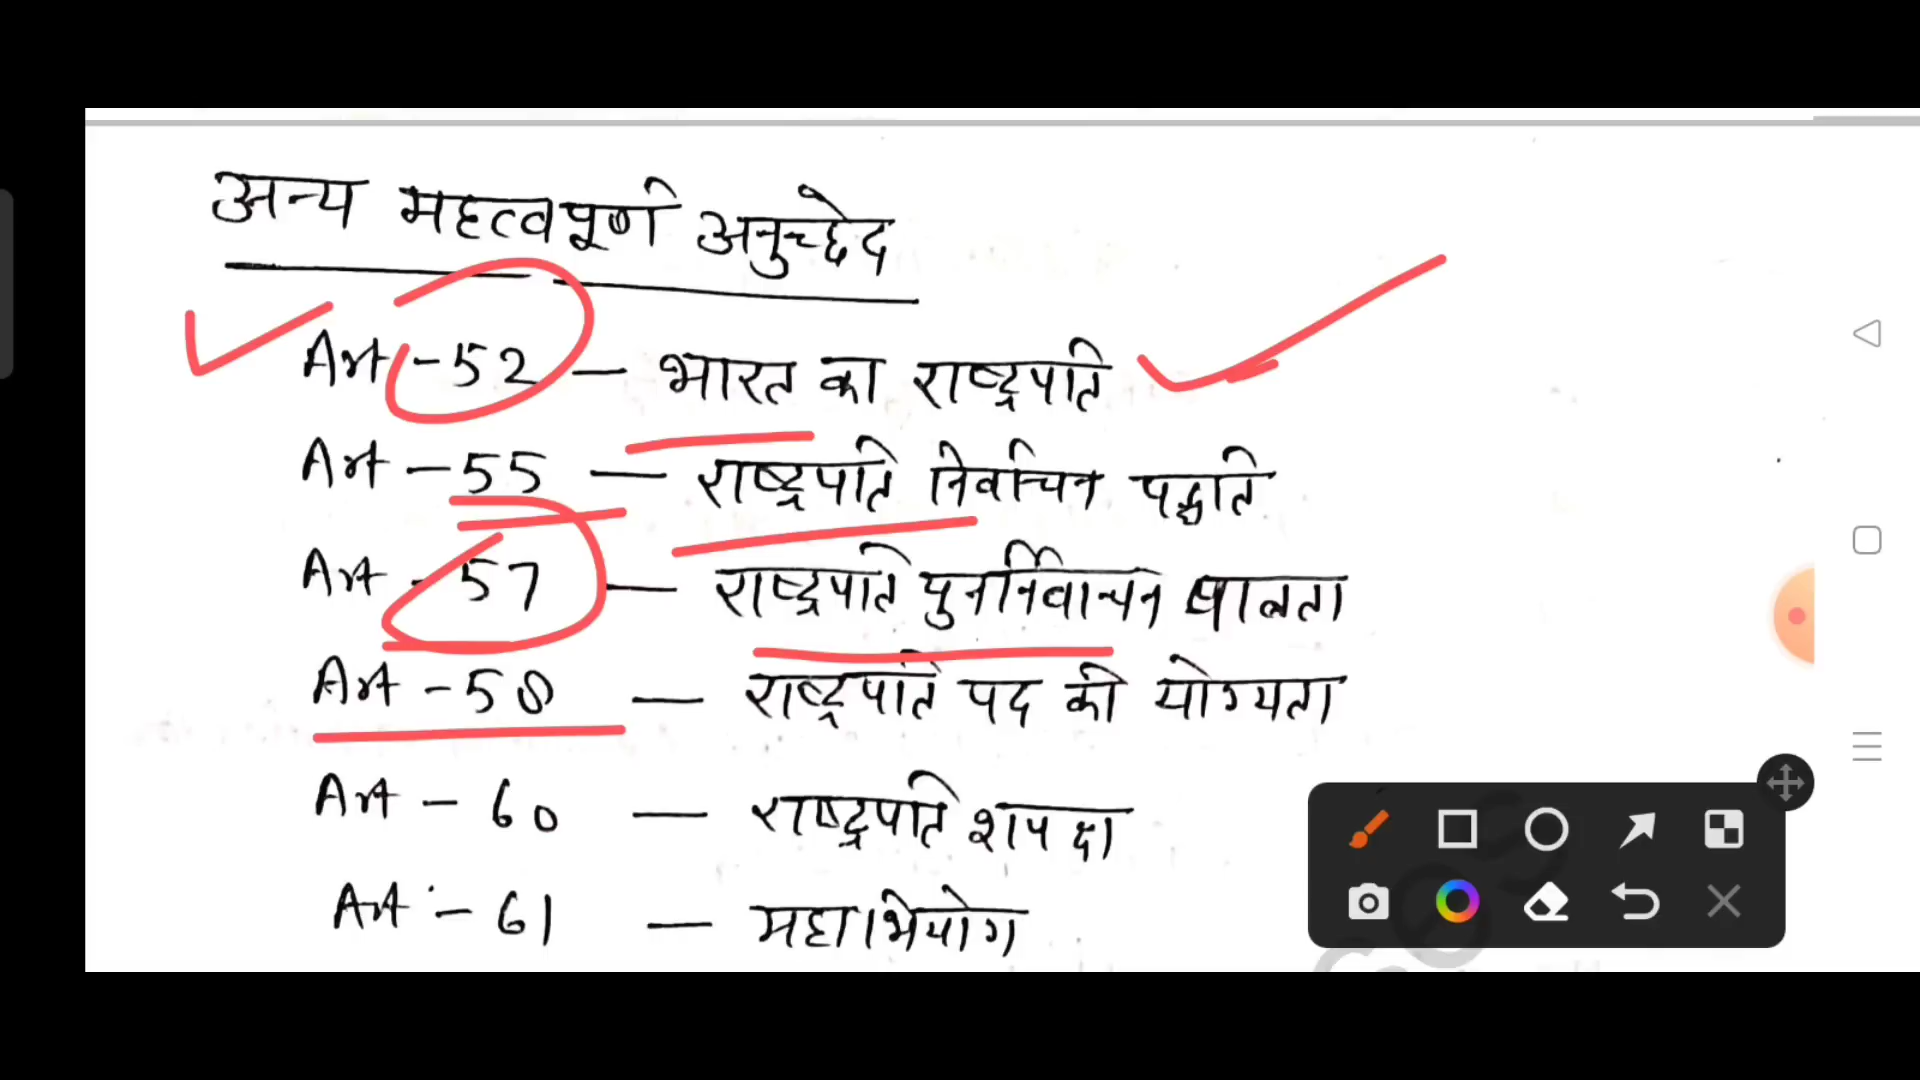 अन्य महत्वपूर्ण अनुच्छेद
Art - 52 — भारत का राष्ट्रपति
Art - 55 — राष्ट्रपति निर्वाचन पद्धति
Art - 57 — राष्ट्रपति पुनर्निवाचन पात्रता
Art - 58 — राष्ट्रपति पद की योग्यता
Art - 60 — राष्ट्रपति शपथ
Art - 61 — महाभियोग